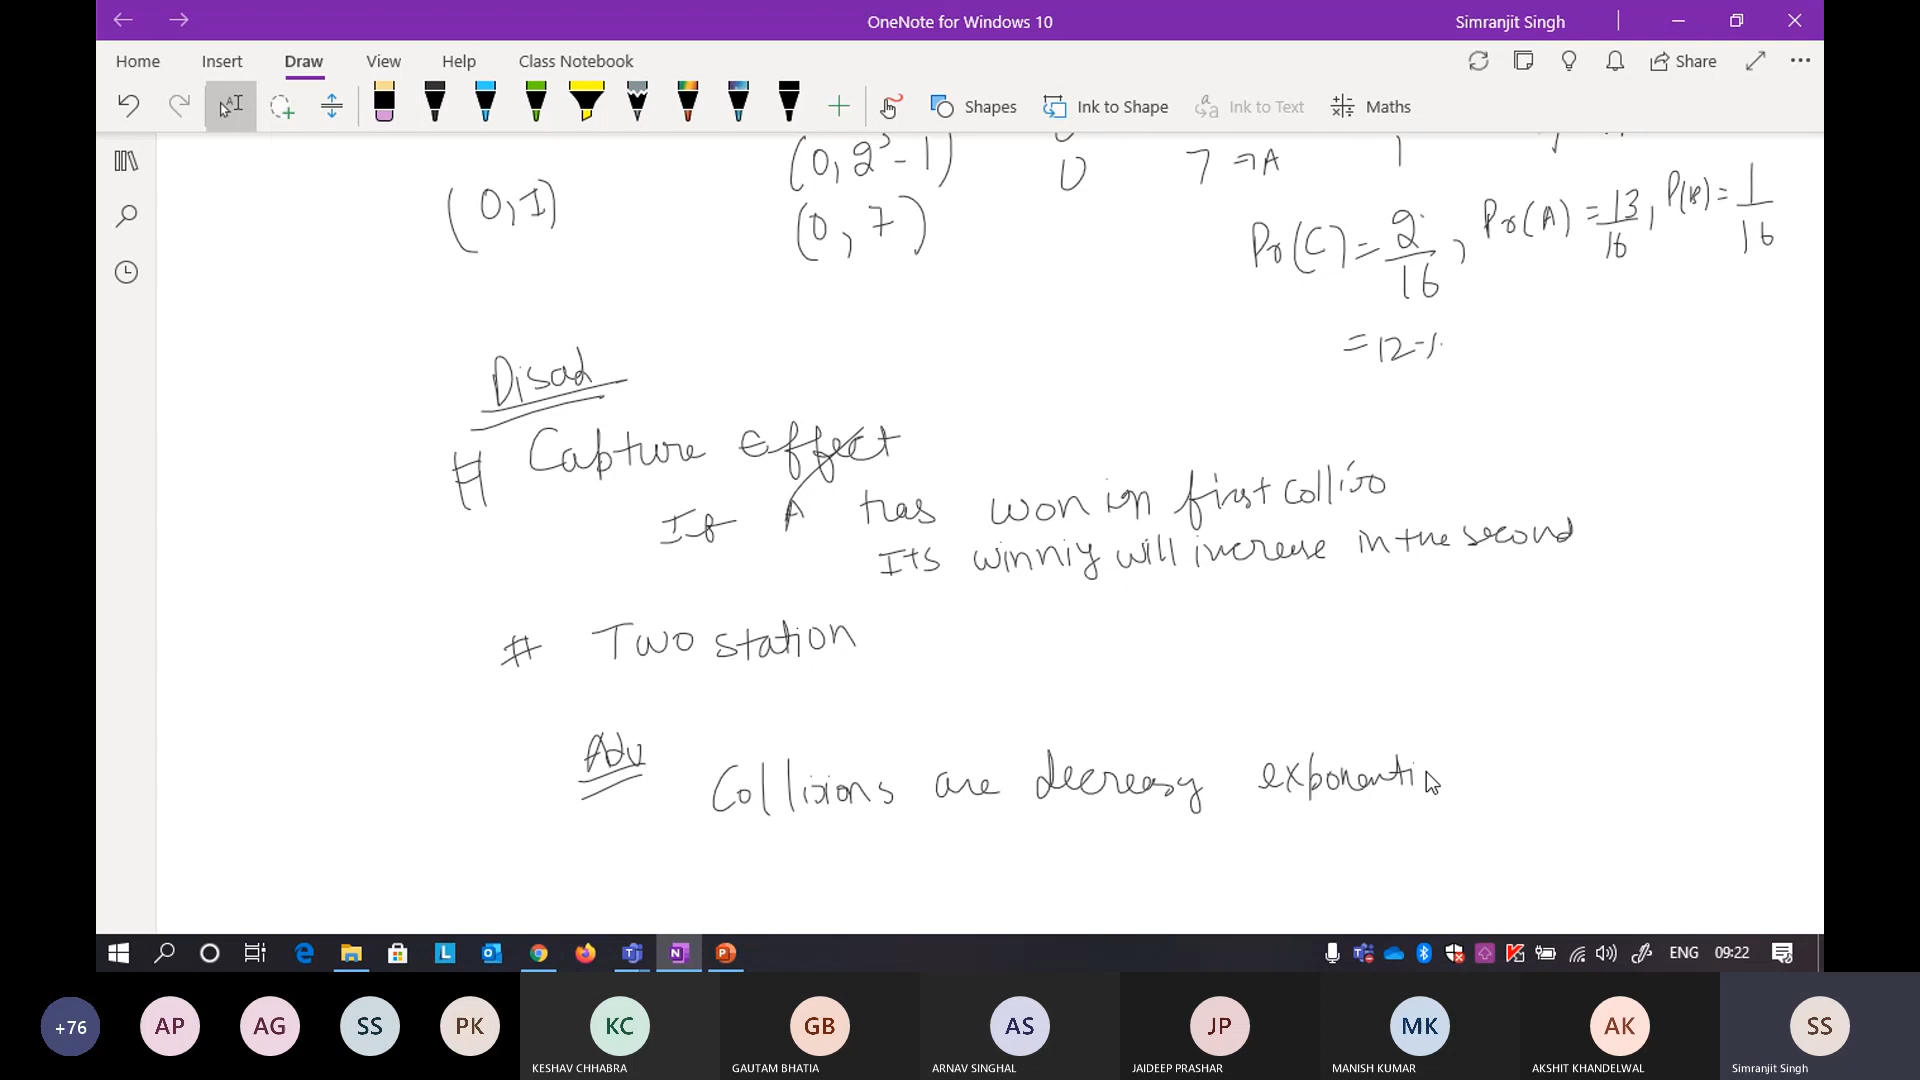 OneNote for Windows 10
Simranjit Singh
Home Insert Draw View Help Class Notebook
Share
Shapes Ink to Shape Ink to Text Maths
(0, 2³-1) 0 7 ⇒A 1
(0,1) (0, 7)
Pr(C) = 2/16, Pr(A) = 13/16, P(B) = 1/16
= 12%
Disad
# Capture Effect
If A has won in first collisio
Its winnig will increase in the second
# Two station
Adv
Collisions are decreasg exponenti
ENG 09:22
+76 AP AG SS PK KC GB AS JP MK AK SS
KESHAV CHHABRA GAUTAM BHATIA ARNAV SINGHAL JAIDEEP PRASHAR MANISH KUMAR AKSHIT KHANDELWAL Simranjit Singh